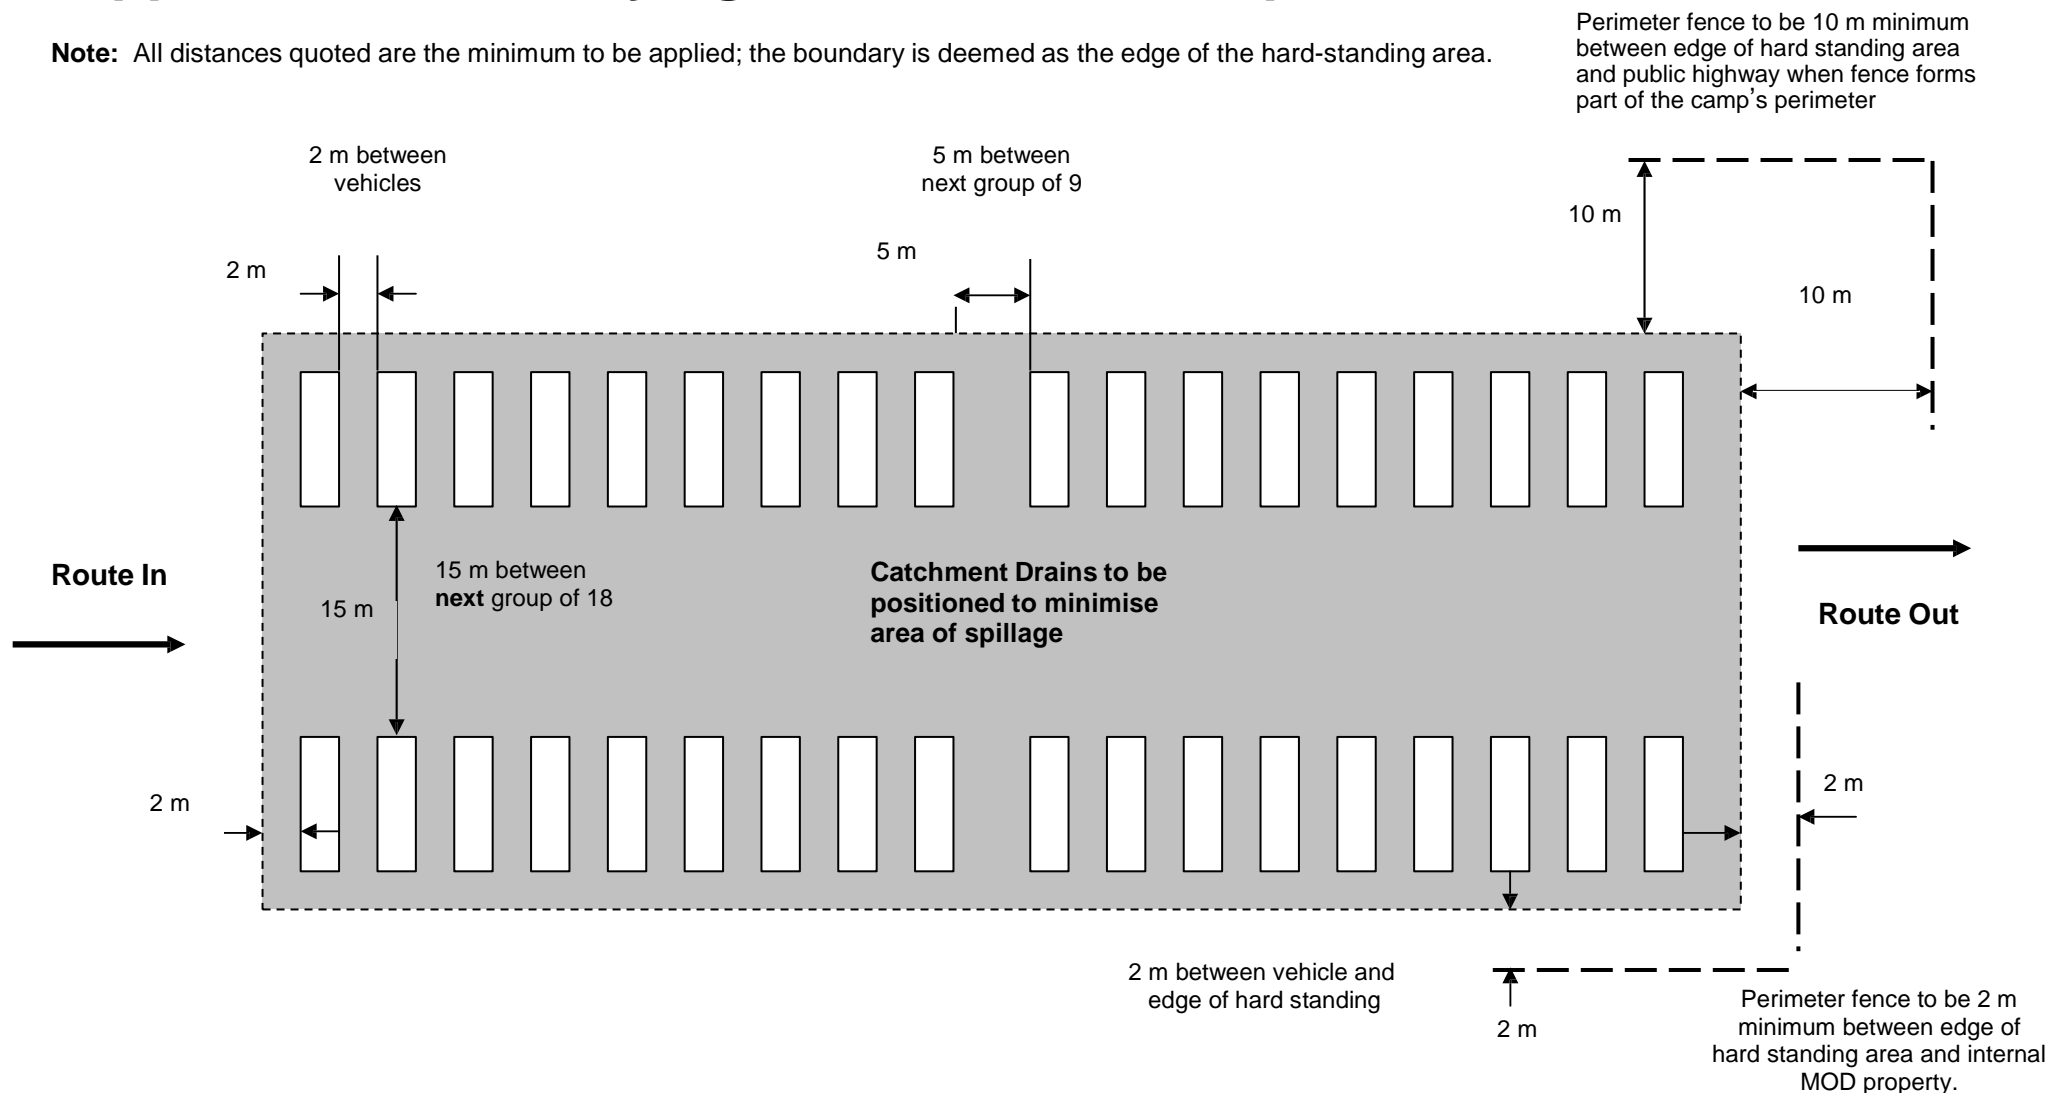 Note: All distances quoted are the minimum to be applied; the boundary is deemed as the edge of the hard-standing area.
Perimeter fence to be 10 m minimum
between edge of hard standing area
and public highway when fence forms
part of the camp’s perimeter
2 m between
vehicles
5 m between
next group of 9
10 m
5 m
2 m
10 m
Route In
15 m between
next group of 18
15 m
Catchment Drains to be
positioned to minimise
area of spillage
Route Out
2 m
2 m
2 m between vehicle and
edge of hard standing
2 m
Perimeter fence to be 2 m
minimum between edge of
hard standing area and internal
MOD property.